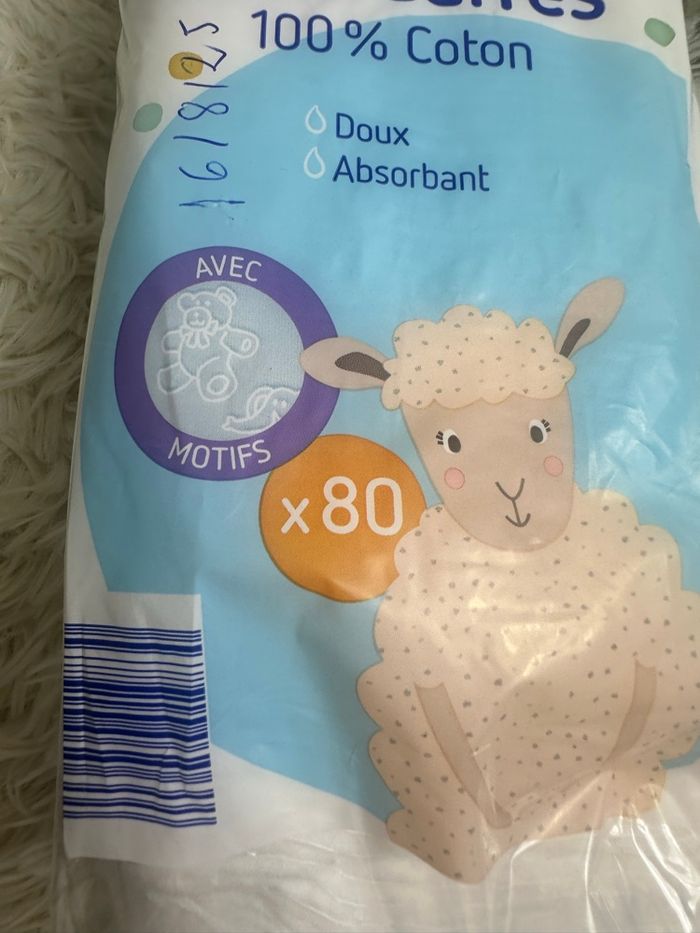 100% Coton
Doux
Absorbant
16/8/25
AVEC
MOTIFS
x80